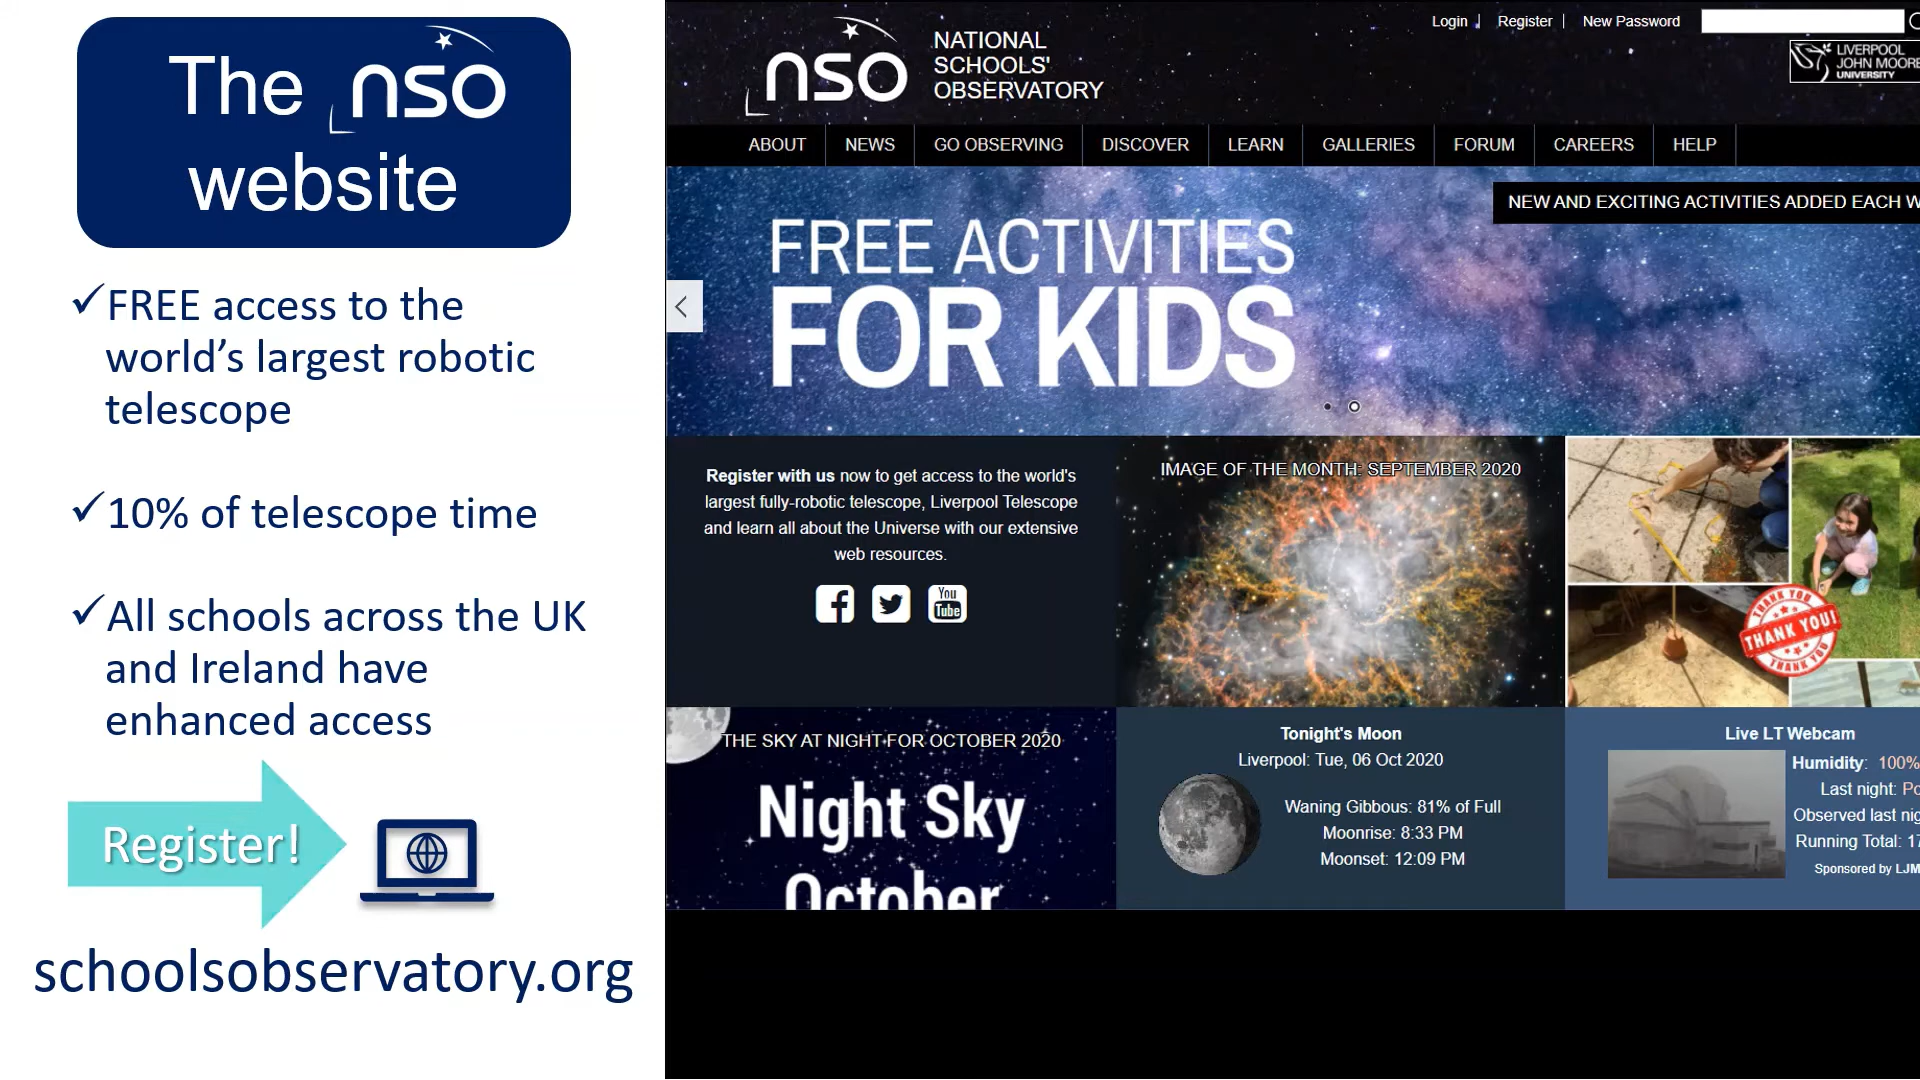 The nso
website
FREE access to the
world’s largest robotic
telescope
10% of telescope time
All schools across the UK
and Ireland have
enhanced access
Register!
schoolsobservatory.org
Login | Register | New Password
nso NATIONAL
SCHOOLS'
OBSERVATORY
LIVERPOOL
JOHN MOORE
UNIVERSITY
ABOUT NEWS GO OBSERVING DISCOVER LEARN GALLERIES FORUM CAREERS HELP
NEW AND EXCITING ACTIVITIES ADDED EACH W
FREE ACTIVITIES
FOR KIDS
Register with us now to get access to the world's
largest fully-robotic telescope, Liverpool Telescope
and learn all about the Universe with our extensive
web resources.
You
Tube
IMAGE OF THE MONTH: SEPTEMBER 2020
THANK YOU
THANK YOU!
THANK YOU
THE SKY AT NIGHT FOR OCTOBER 2020
Night Sky
October
Tonight's Moon
Liverpool: Tue, 06 Oct 2020
Waning Gibbous: 81% of Full
Moonrise: 8:33 PM
Moonset: 12:09 PM
Live LT Webcam
Humidity: 100%
Last night: Po
Observed last nig
Running Total: 17
Sponsored by LJM